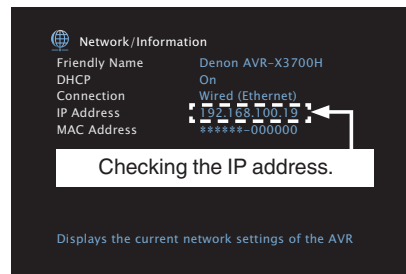 Network/Information
Friendly Name Denon AVR-X3700H
DHCP On
Connection Wired (Ethernet)
IP Address 192.168.100.19
MAC Address ******-000000
Checking the IP address.
Displays the current network settings of the AVR